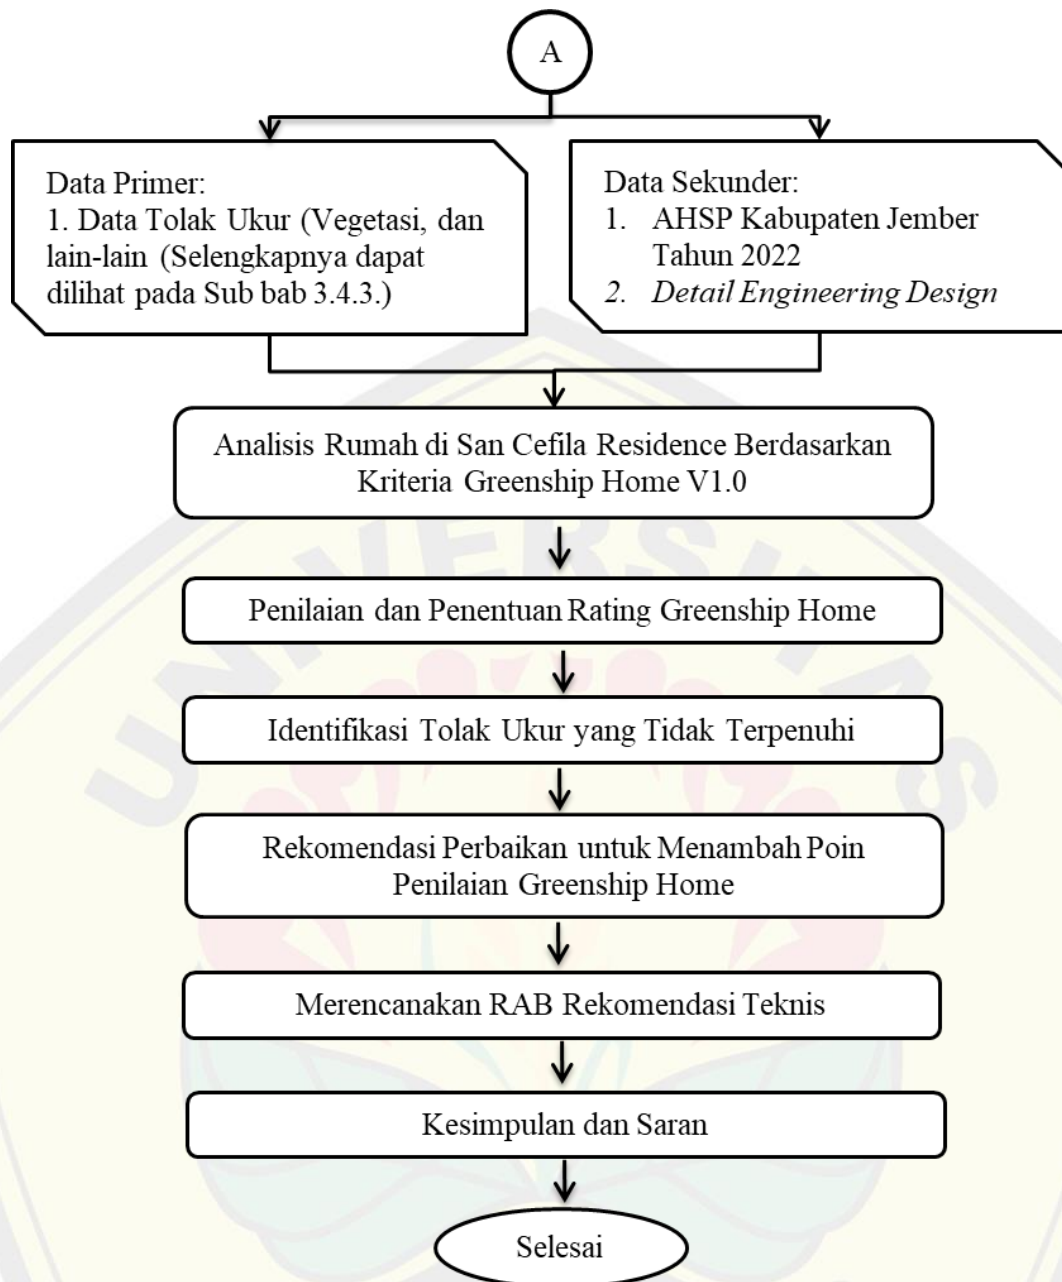 A
Data Primer:
1. Data Tolak Ukur (Vegetasi, dan
lain-lain (Selengkapnya dapat
dilihat pada Sub bab 3.4.3.)
Data Sekunder:
1. AHSP Kabupaten Jember
Tahun 2022
2. Detail Engineering Design
Analisis Rumah di San Cefila Residence Berdasarkan
Kriteria Greenship Home V1.0
Penilaian dan Penentuan Rating Greenship Home
Identifikasi Tolak Ukur yang Tidak Terpenuhi
Rekomendasi Perbaikan untuk Menambah Poin
Penilaian Greenship Home
Merencanakan RAB Rekomendasi Teknis
Kesimpulan dan Saran
Selesai
UNIVERSITAS